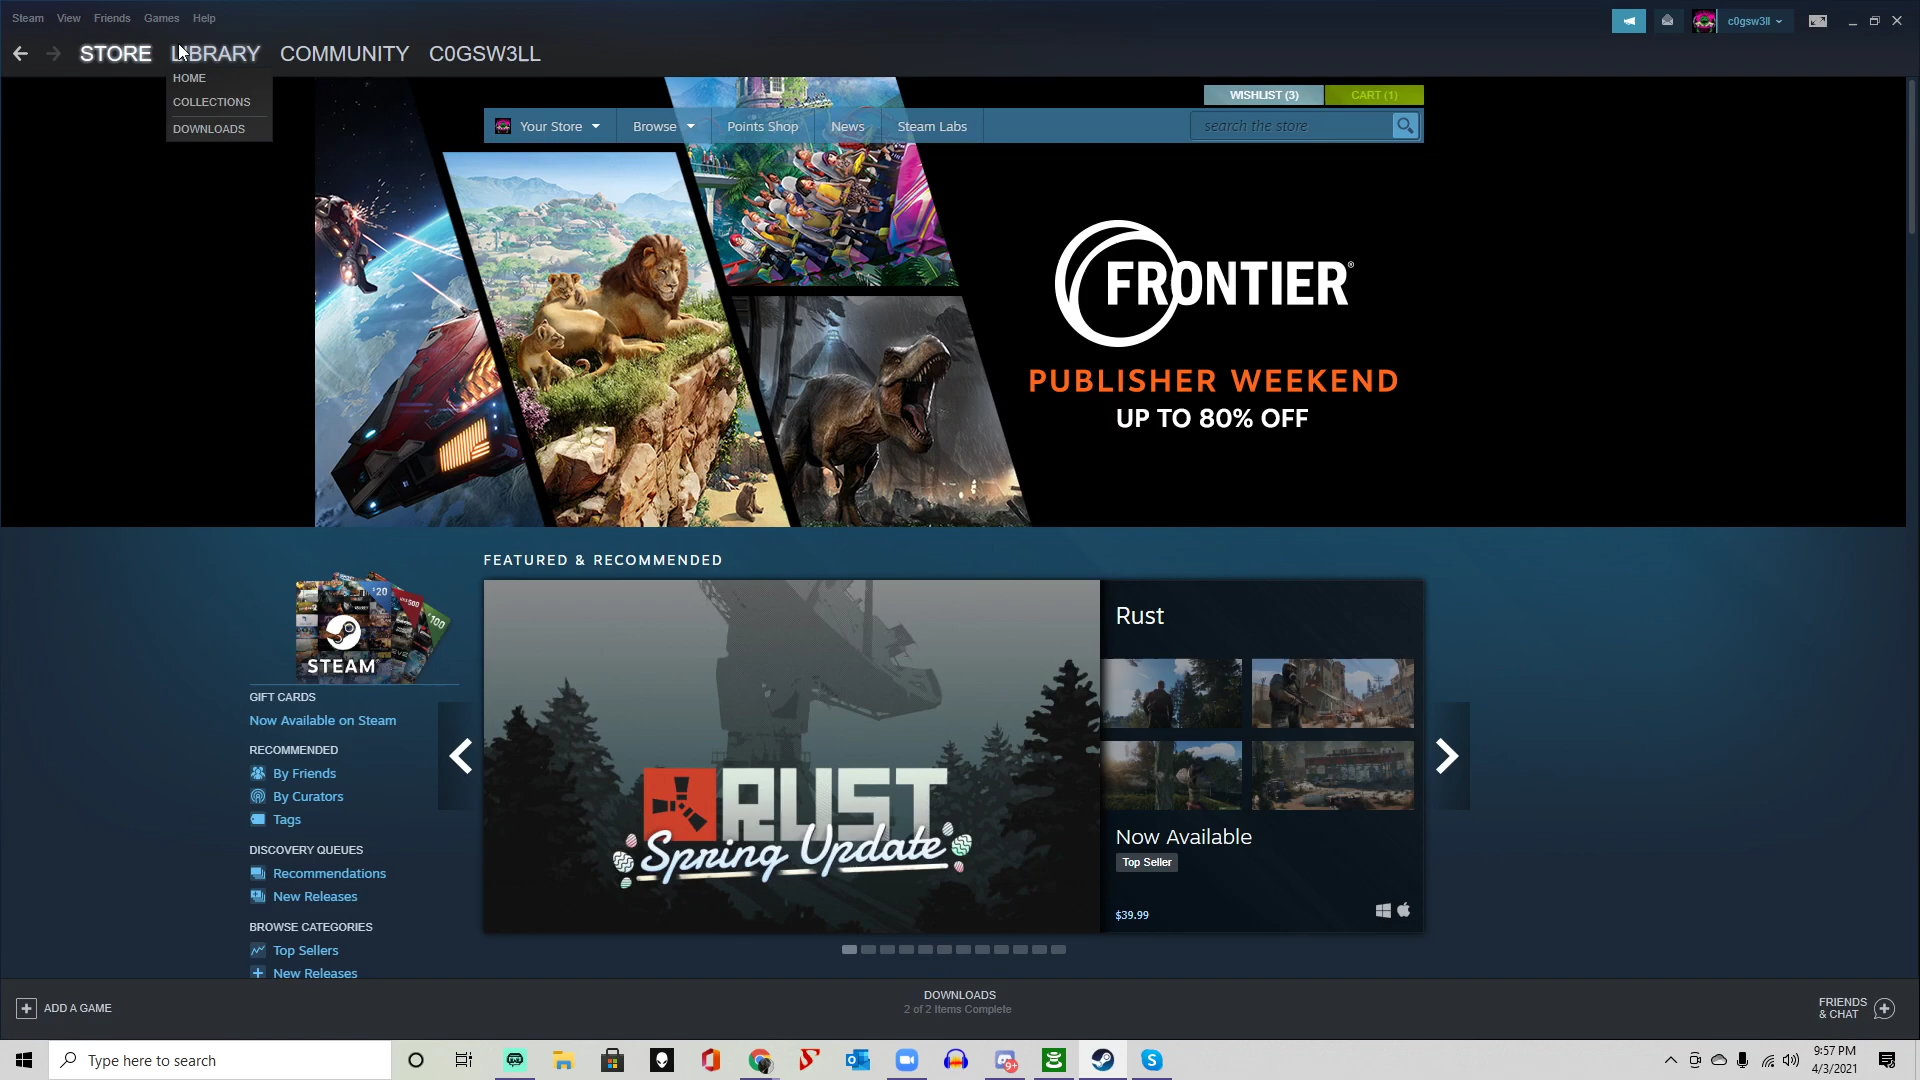 Steam View Friends Games Help
c0gsw3ll
STORE LIBRARY COMMUNITY C0GSW3LL
HOME
COLLECTIONS
DOWNLOADS
WISHLIST (3) CART (1)
Your Store Browse Points Shop News Steam Labs search the store
FRONTIER
PUBLISHER WEEKEND
UP TO 80% OFF
FEATURED & RECOMMENDED
STEAM
GIFT CARDS
Now Available on Steam
RECOMMENDED
By Friends
By Curators
Tags
DISCOVERY QUEUES
Recommendations
New Releases
BROWSE CATEGORIES
Top Sellers
New Releases
RUST
Spring Update
Rust
Now Available
Top Seller
$39.99
ADD A GAME
DOWNLOADS
2 of 2 Items Complete
FRIENDS
& CHAT
Type here to search
9+
9:57 PM
4/3/2021